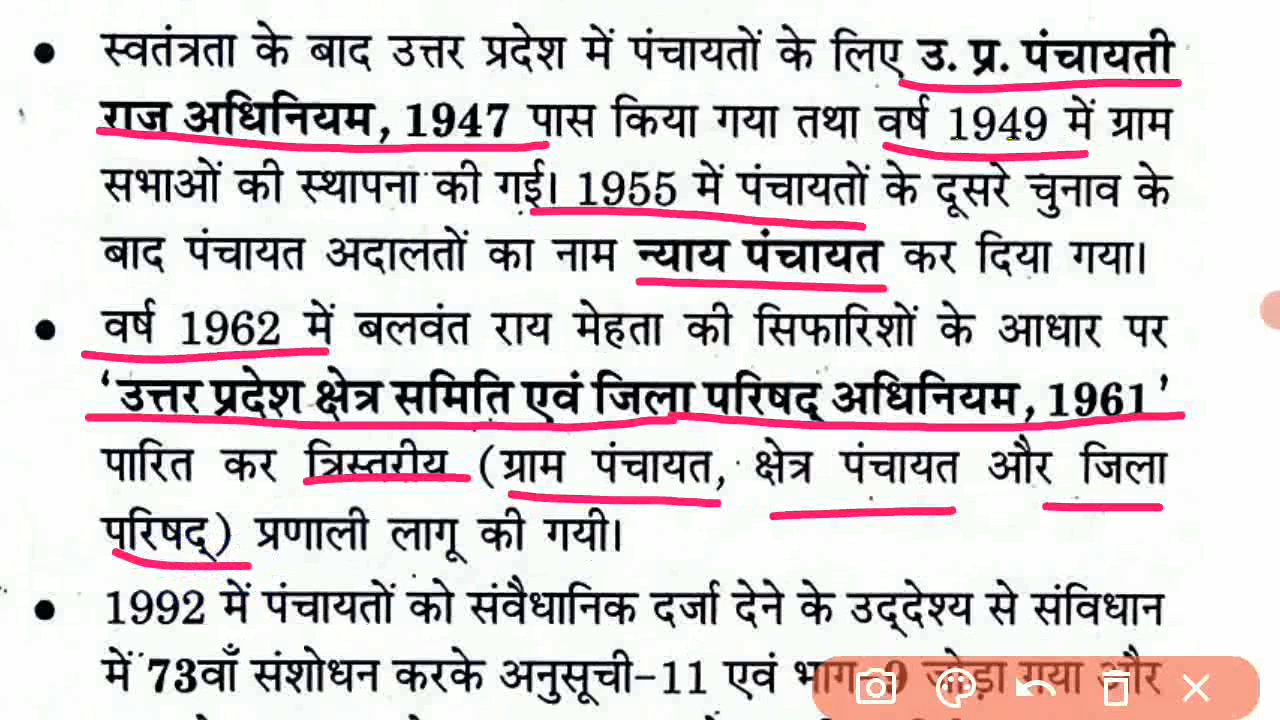 • स्वतंत्रता के बाद उत्तर प्रदेश में पंचायतों के लिए उ. प्र. पंचायती
राज अधिनियम, 1947 पास किया गया तथा वर्ष 1949 में ग्राम
सभाओं की स्थापना की गई। 1955 में पंचायतों के दूसरे चुनाव के
बाद पंचायत अदालतों का नाम न्याय पंचायत कर दिया गया।
• वर्ष 1962 में बलवंत राय मेहता की सिफारिशों के आधार पर
‘उत्तर प्रदेश क्षेत्र समिति एवं जिला परिषद् अधिनियम, 1961’
पारित कर त्रिस्तरीय (ग्राम पंचायत, क्षेत्र पंचायत और जिला
परिषद्) प्रणाली लागू की गयी।
• 1992 में पंचायतों को संवैधानिक दर्जा देने के उद्देश्य से संविधान
में 73वाँ संशोधन करके अनुसूची-11 एवं भाग 9 जोड़ा गया और